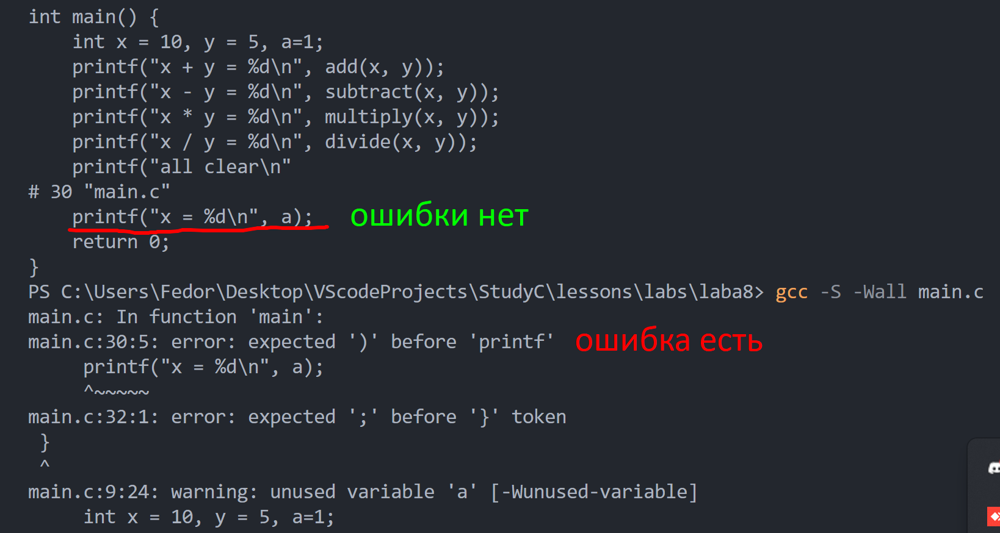 int main() {
    int x = 10, y = 5, a=1;
    printf("x + y = %d\n", add(x, y));
    printf("x - y = %d\n", subtract(x, y));
    printf("x * y = %d\n", multiply(x, y));
    printf("x / y = %d\n", divide(x, y));
    printf("all clear\n"
# 30 "main.c"
    printf("x = %d\n", a); ошибки нет
    return 0;
}
PS C:\Users\Fedor\Desktop\VScodeProjects\StudyC\lessons\labs\laba8> gcc -S -Wall main.c
main.c: In function 'main':
main.c:30:5: error: expected ')' before 'printf' ошибка есть
     printf("x = %d\n", a);
     ^~~~~~
main.c:32:1: error: expected ';' before '}' token
 }
 ^
main.c:9:24: warning: unused variable 'a' [-Wunused-variable]
     int x = 10, y = 5, a=1;